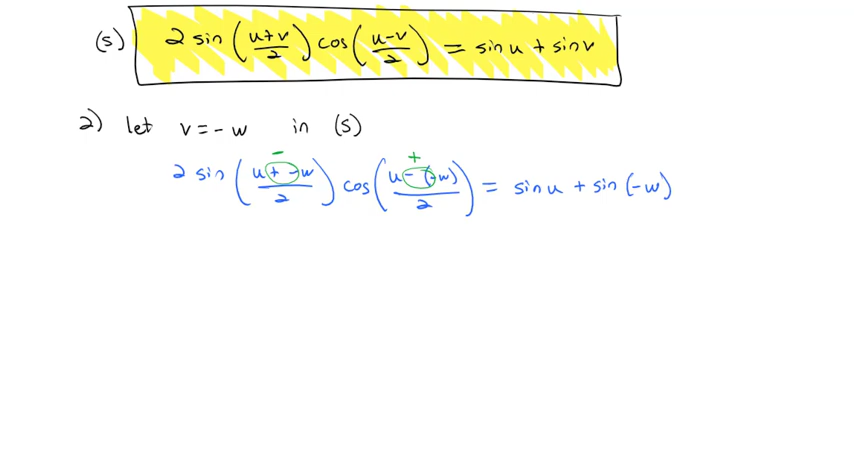 (S) 2 sin ( (u+v)/2 ) cos ( (u-v)/2 ) = sin u + sin v
2) let v = - w in (S)
- +
2 sin ( (u + - w)/2 ) cos ( (u - (-w))/2 ) = sin u + sin (-w)